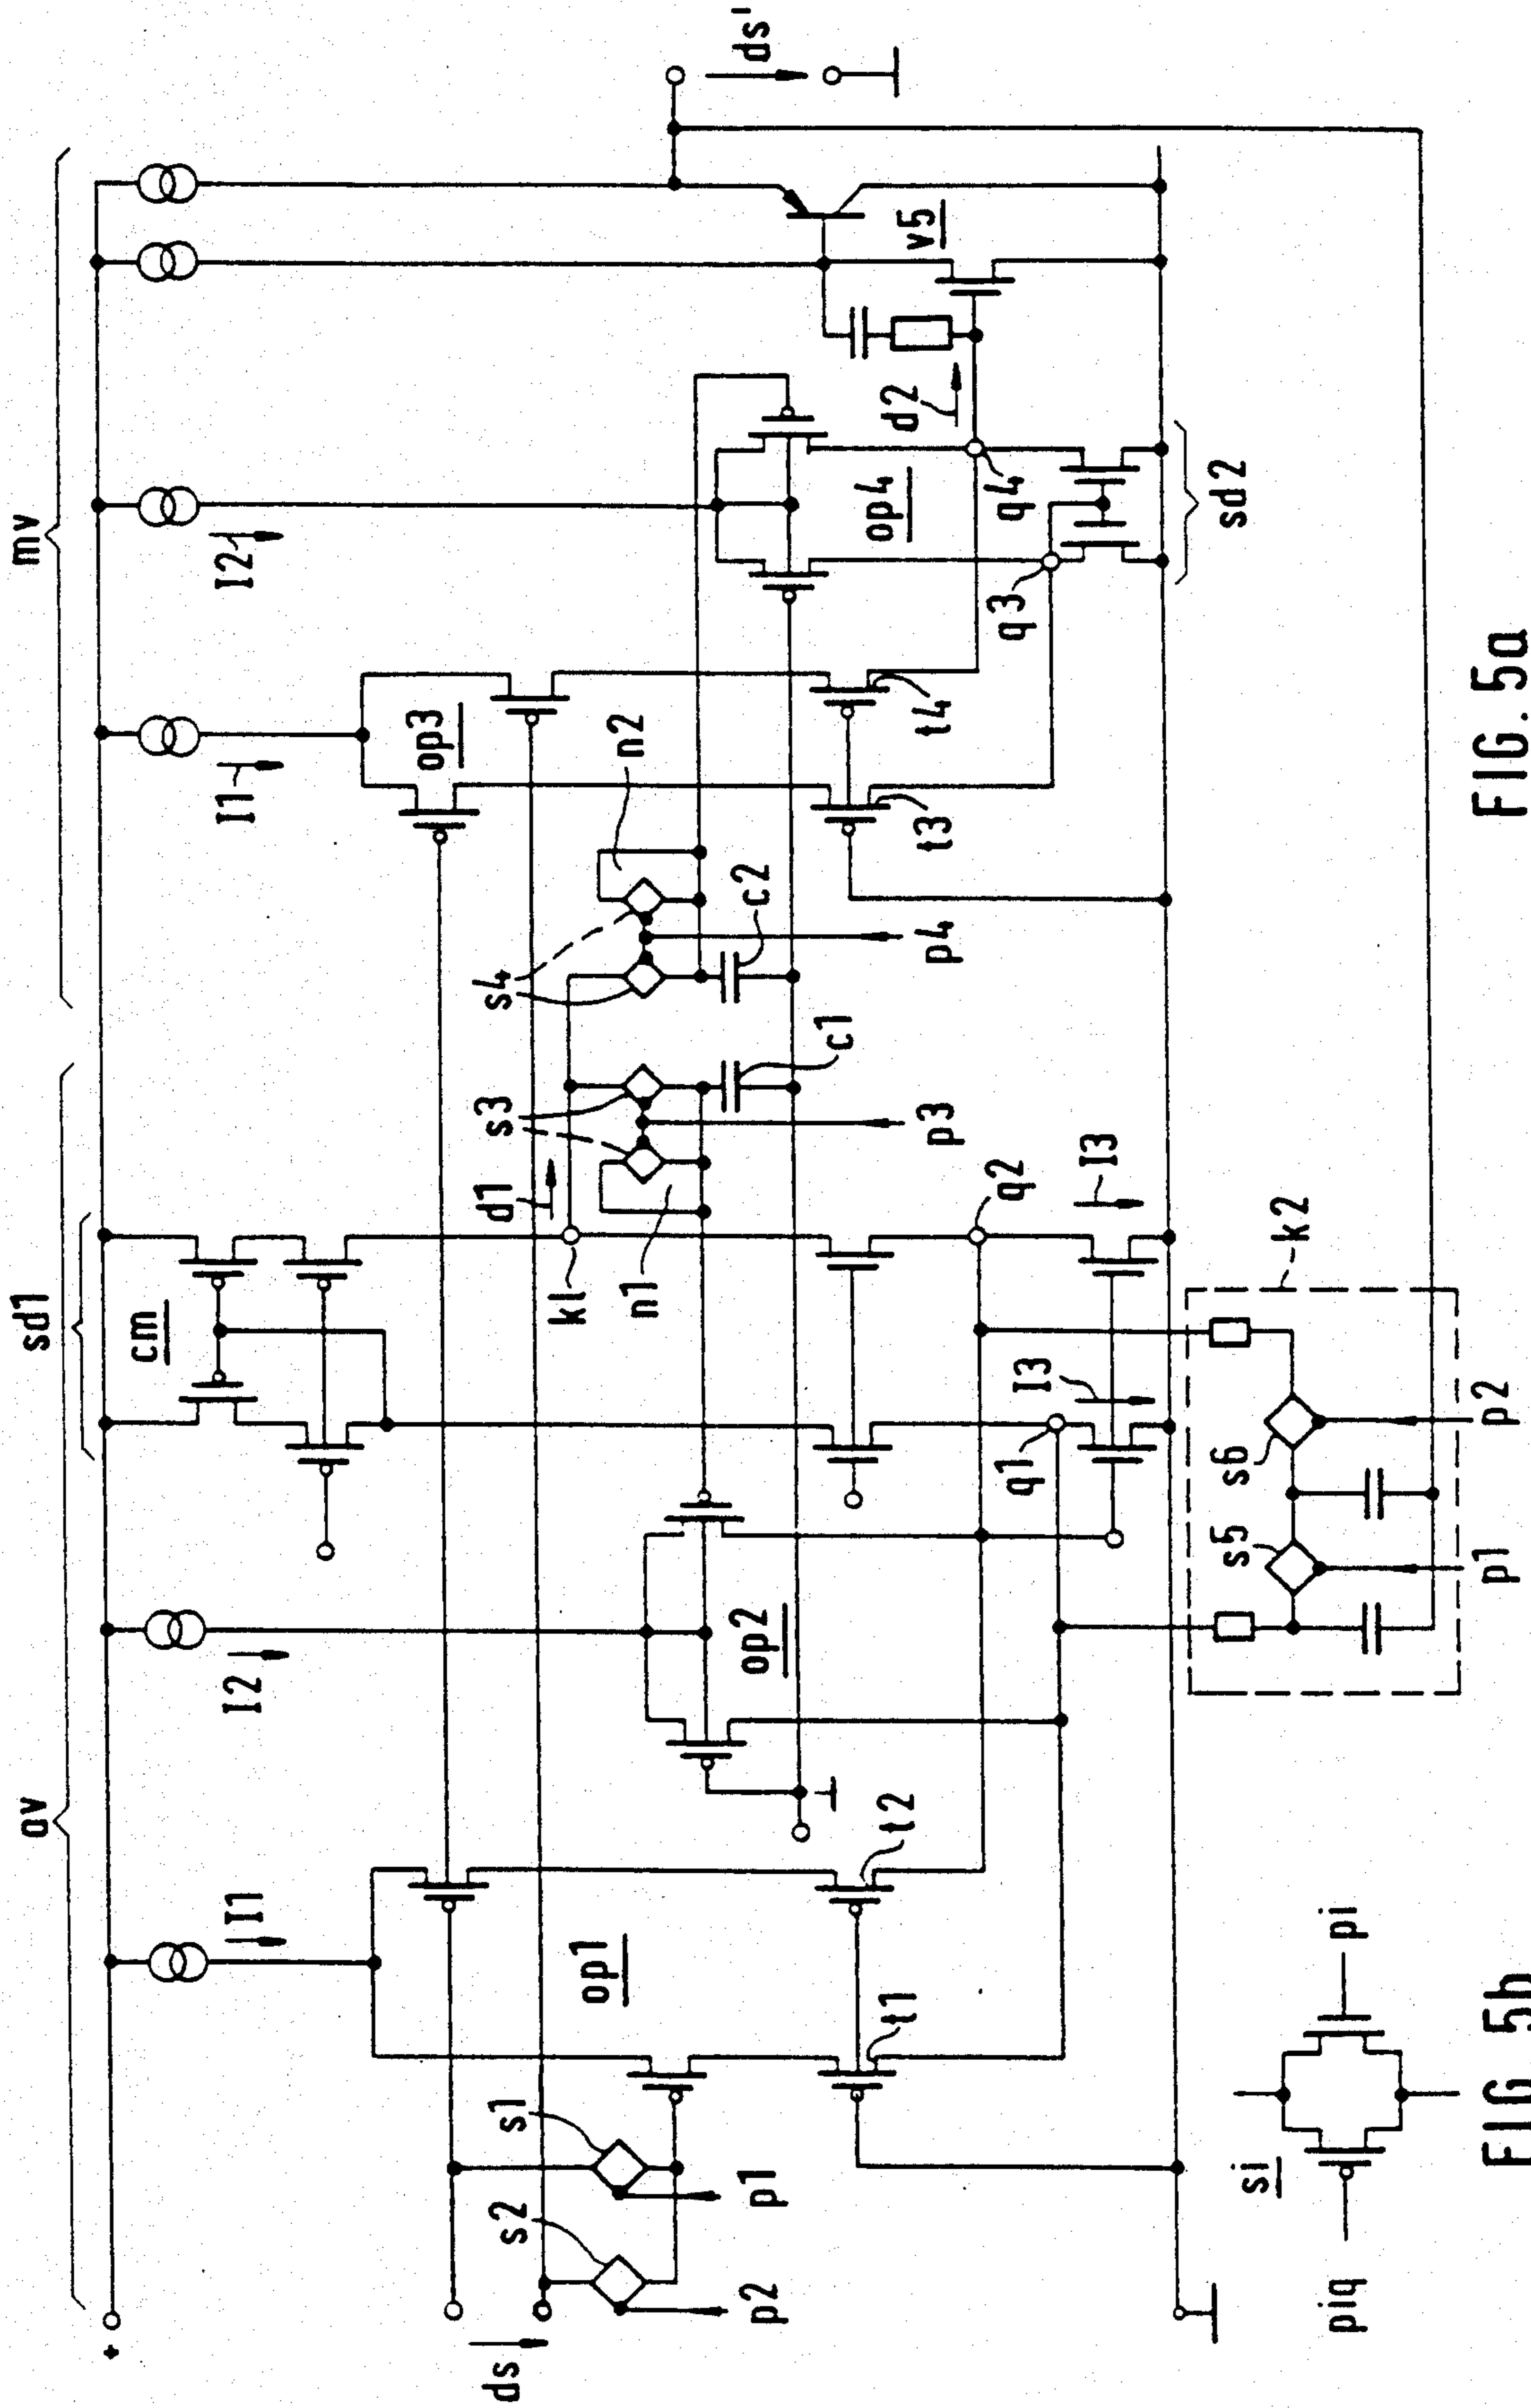 av
mv
sd1
+
I1
I2
cm
I1
I2
ds
s2
s1
op1
op2
d1
s3
s4
n2
op3
kl
n1
p2
p1
p3
c1
c2
p4
t1
t2
t3
t4
op4
d2
v5
ds'
q1
q2
q3
q4
I3
I3
sd2
k2
s5
s6
p1
p2
si
piq
pi
FIG. 5b
FIG. 5a